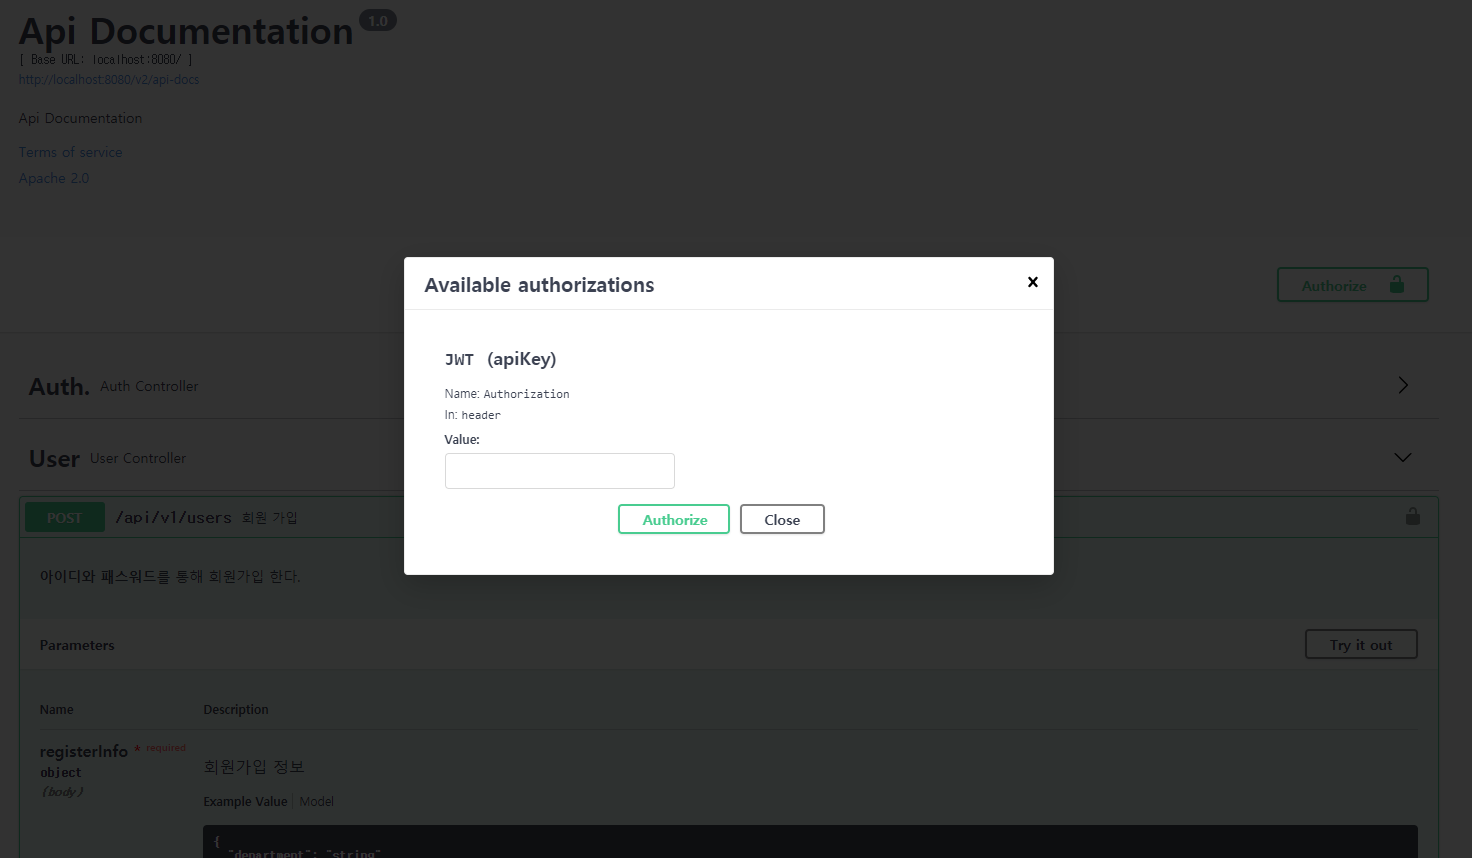 Api Documentation 1.0
[ Base URL: localhost:8080/ ]
http://localhost:8080/v2/api-docs
Api Documentation
Terms of service
Apache 2.0
Authorize
Available authorizations
JWT (apiKey)
Name: Authorization
In: header
Value:
Authorize Close
Auth. Auth Controller
User User Controller
POST /api/v1/users 회원 가입
아이디와 패스워드를 통해 회원가입 한다.
Parameters Try it out
Name Description
registerInfo * required
object
(body)
회원가입 정보
Example Value Model
{
"department": "string"